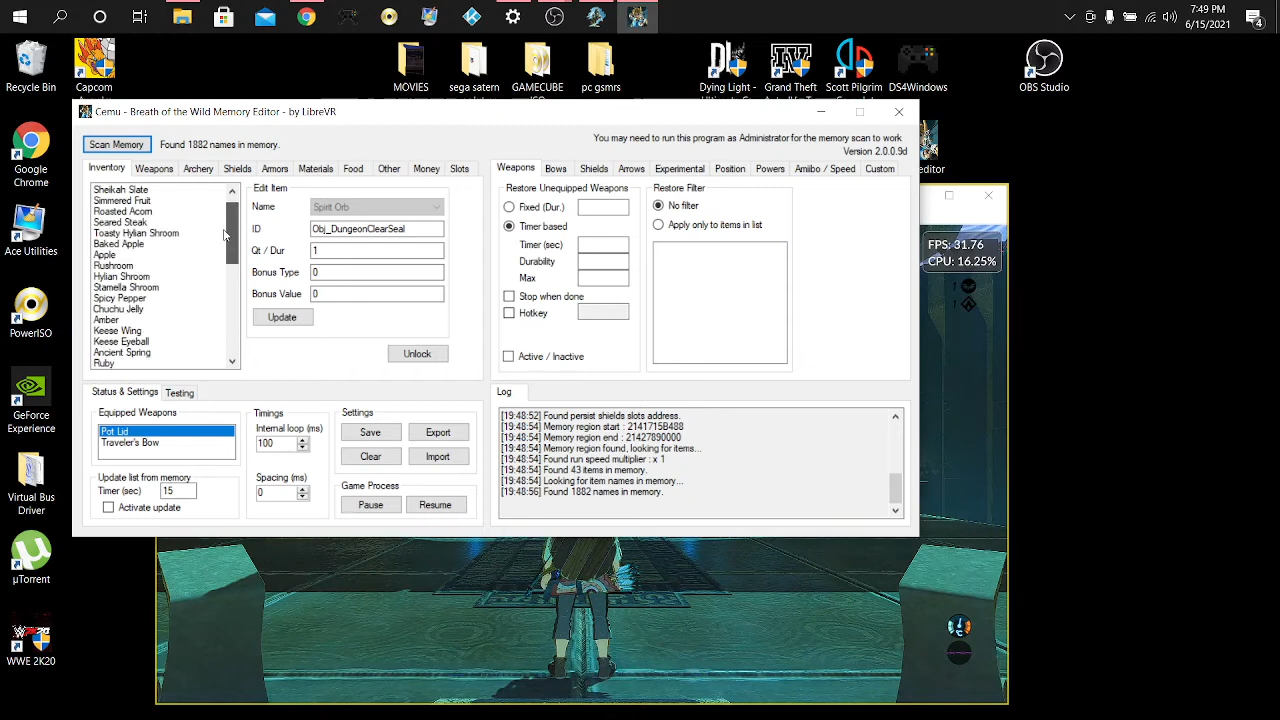 7:49 PM
6/15/2021
4
Recycle Bin
Capcom
MOVIES
sega satern
GAMECUBE
ISO
pc gsmrs
Dying Light -
Grand Theft
Scott Pilgrim
DS4Windows
OBS Studio
Google
Chrome
Ace Utilities
PowerISO
GeForce
Experience
Virtual Bus
Driver
µTorrent
WWE 2K20
editor
Cemu - Breath of the Wild Memory Editor - by LibreVR
Scan Memory
Found 1882 names in memory.
You may need to run this program as Administrator for the memory scan to work
Version 2.0.0.9d
Inventory Weapons Archery Shields Armors Materials Food Other Money Slots
Sheikah Slate
Simmered Fruit
Roasted Acorn
Seared Steak
Toasty Hylian Shroom
Baked Apple
Apple
Rushroom
Hylian Shroom
Stamella Shroom
Spicy Pepper
Chuchu Jelly
Amber
Keese Wing
Keese Eyeball
Ancient Spring
Ruby
Edit Item
Name Spirit Orb
ID Obj_DungeonClearSeal
Qt / Dur 1
Bonus Type 0
Bonus Value 0
Update
Unlock
Weapons Bows Shields Arrows Experimental Position Powers Amiibo / Speed Custom
Restore Unequipped Weapons
Fixed (Dur.)
Timer based
Timer (sec)
Durability
Max
Stop when done
Hotkey
Active / Inactive
Restore Filter
No filter
Apply only to items in list
Status & Settings Testing
Equipped Weapons
Pot Lid
Traveler's Bow
Update list from memory
Timer (sec) 15
Activate update
Timings
Internal loop (ms)
100
Spacing (ms)
0
Settings
Save Export
Clear Import
Game Process
Pause Resume
Log
[19:48:52] Found persist shields slots address.
[19:48:54] Memory region start : 2141715B488
[19:48:54] Memory region end : 21427890000
[19:48:54] Memory region found, looking for items...
[19:48:54] Found run speed multiplier : x 1
[19:48:54] Found 43 items in memory.
[19:48:54] Looking for item names in memory...
[19:48:56] Found 1882 names in memory.
FPS: 31.76
CPU: 16.25%
1
1